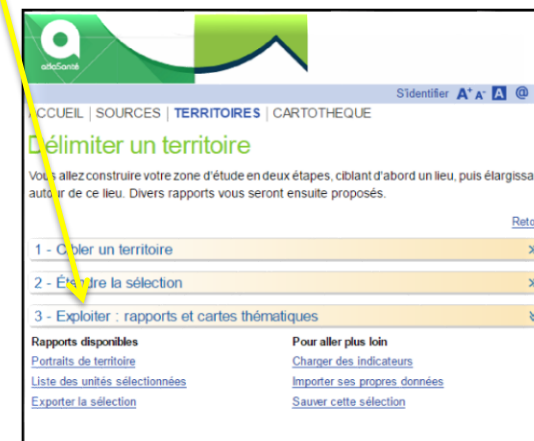 atlaSanté
S'identifier A+ A- A @
ACCUEIL | SOURCES | TERRITOIRES | CARTOTHEQUE
Délimiter un territoire
Vous allez construire votre zone d'étude en deux étapes, ciblant d'abord un lieu, puis élargissa
autour de ce lieu. Divers rapports vous seront ensuite proposés.
Reto
1 - Cibler un territoire
2 - Étendre la sélection
3 - Exploiter : rapports et cartes thématiques
Rapports disponibles Pour aller plus loin
Portraits de territoire Charger des indicateurs
Liste des unités sélectionnées Importer ses propres données
Exporter la sélection Sauver cette sélection